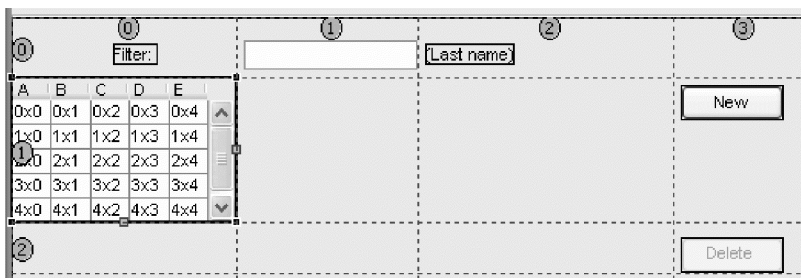 0 1 2 3
0 Filter: (Last name)
A B C D E
0x0 0x1 0x2 0x3 0x4 New
1x0 1x1 1x2 1x3 1x4
1 2x0 2x1 2x2 2x3 2x4
3x0 3x1 3x2 3x3 3x4
4x0 4x1 4x2 4x3 4x4
2 Delete